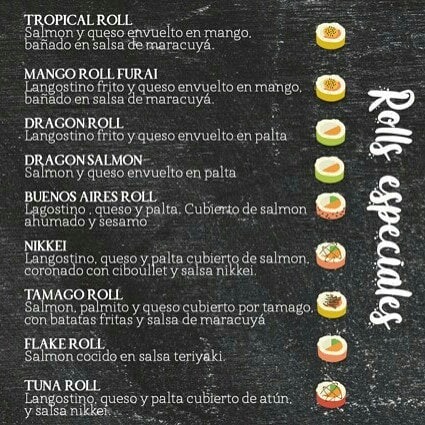 TROPICAL ROLL
Salmon y queso envuelto en mango,
bañado en salsa de maracuyá.
MANGO ROLL FURAI
Langostino frito y queso envuelto en mango,
bañado en salsa de maracuyá.
DRAGON ROLL
Langostino frito y queso envuelto en palta
DRAGON SALMON
Salmon y queso envuelto en palta
BUENOS AIRES ROLL
Lagostino . queso y palta. Cubierto de salmon
ahumado y sesamo
NIKKEI
Langostino, queso y palta cubierto de salmon,
coronado con ciboullet y salsa nikkei.
TAMAGO ROLL
Salmon, palmito y queso cubierto por tamago,
con batatas fritas y salsa de maracuyá
FLAKE ROLL
Salmon cocido en salsa teriyaki.
TUNA ROLL
Langostino, queso y palta cubierto de atún,
y salsa nikkei.
Rolls especiales